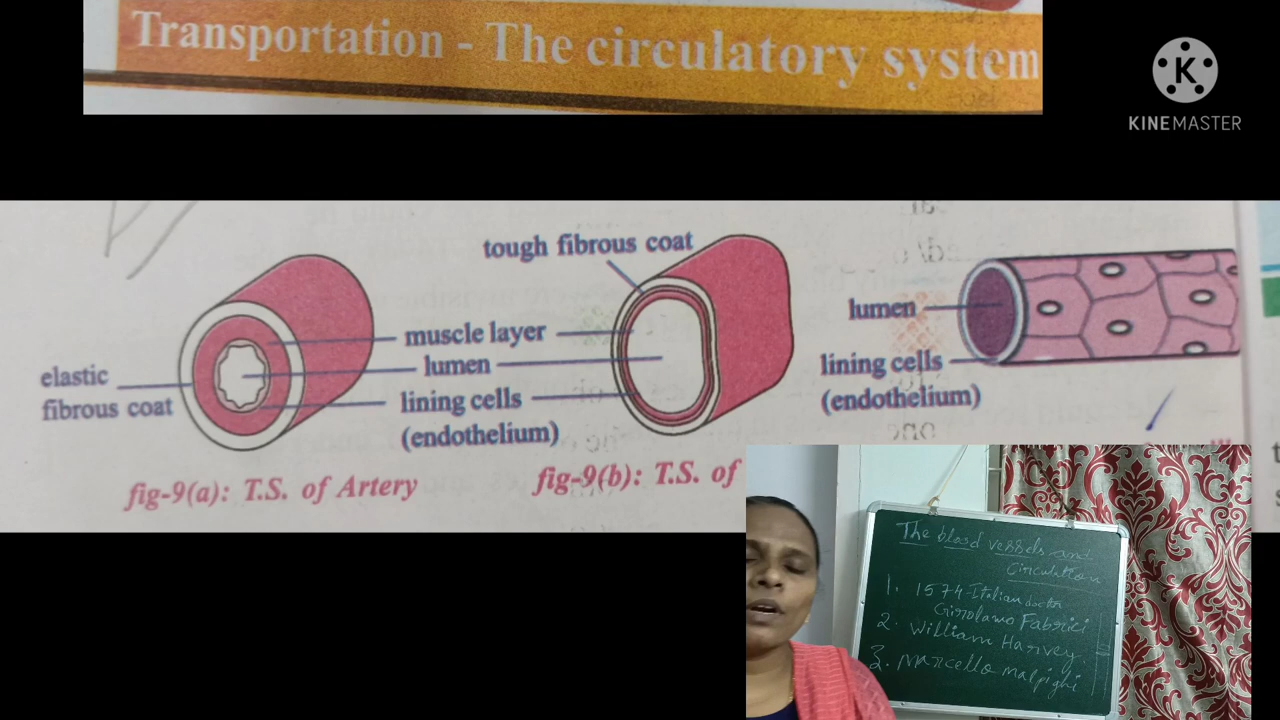 Transportation - The circulatory system
KINEMASTER
tough fibrous coat
muscle layer
lumen
lining cells
(endothelium)
elastic
fibrous coat
lumen
lining cells
(endothelium)
fig-9(a): T.S. of Artery
fig-9(b): T.S. of
The blood vessels and
Circulation
1. 1574-Italian doctor
Girolamo Fabrici
2. William Harvey.
3. Marcello malpighi